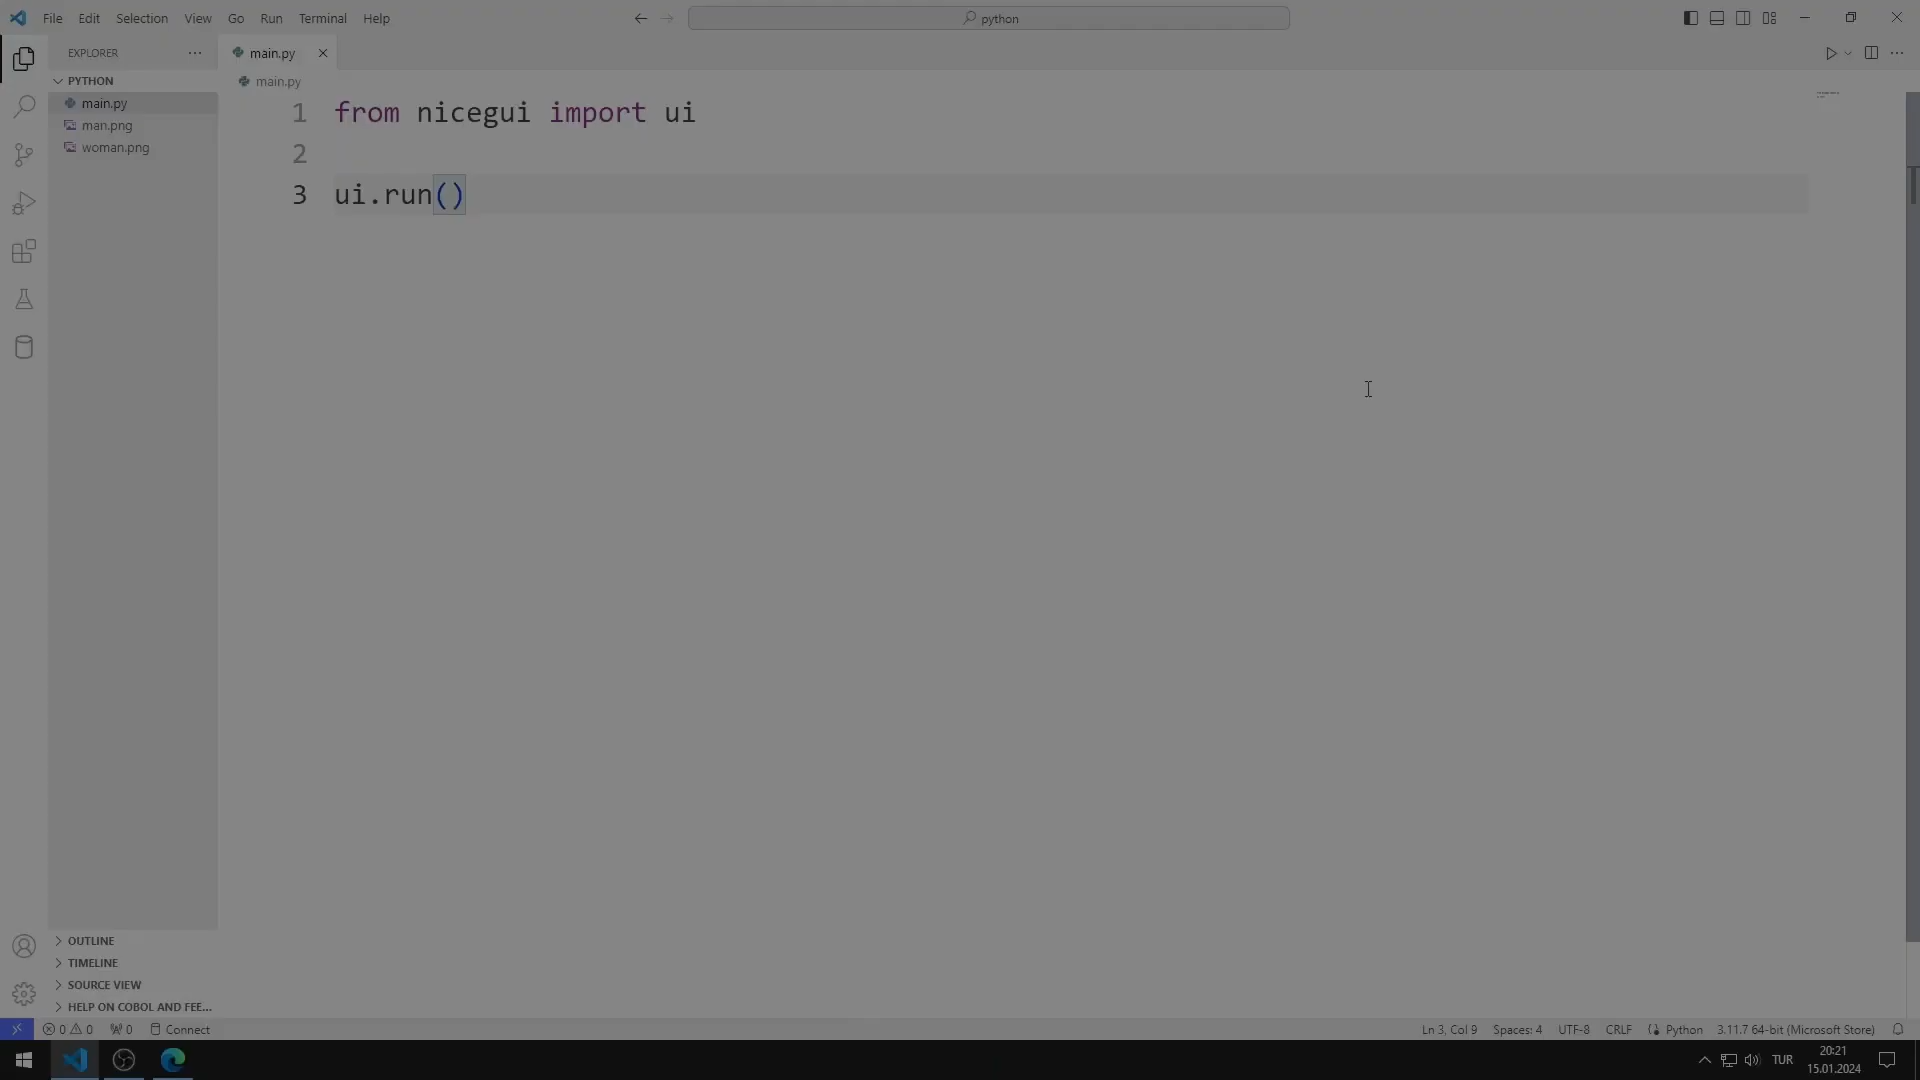 File Edit Selection View Go Run Terminal Help
python
EXPLORER
main.py
PYTHON
main.py
main.py
man.png
woman.png
1 from nicegui import ui
2
3 ui.run()
OUTLINE
TIMELINE
SOURCE VIEW
HELP ON COBOL AND FEE...
0 0 0 Connect
Ln 3, Col 9 Spaces: 4 UTF-8 CRLF Python 3.11.7 64-bit (Microsoft Store)
TUR
20:21
15.01.2024